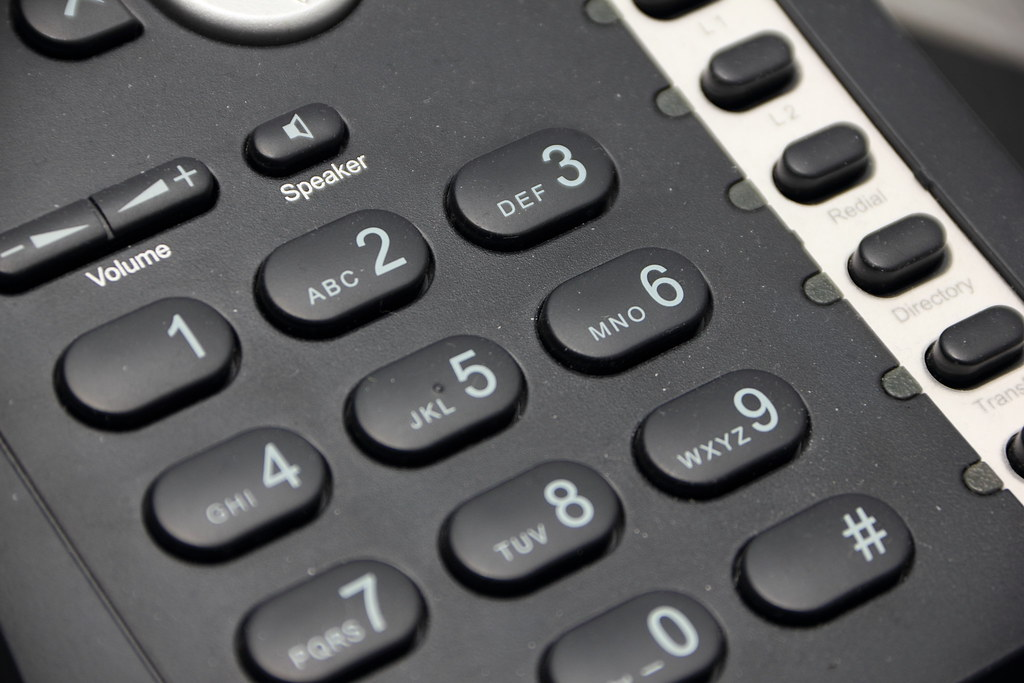 Speaker
- +
Volume
1
ABC 2
DEF 3
GHI 4
JKL 5
MNO 6
PQRS 7
TUV 8
WXYZ 9
_ 0
#
L1
L2
Redial
Directory